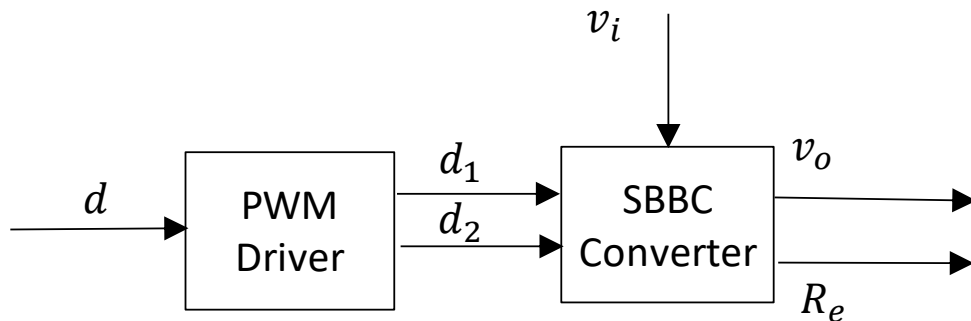 v_i
d
PWM
Driver
d_1
d_2
SBBC
Converter
v_o
R_e